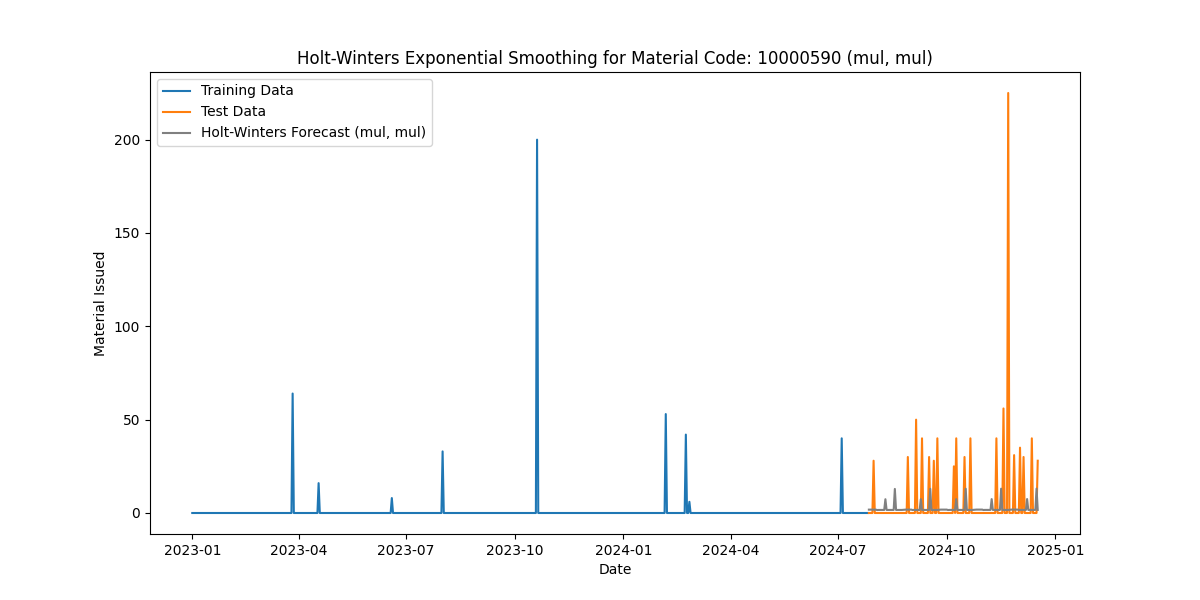 Holt-Winters Exponential Smoothing for Material Code: 10000590 (mul, mul)
Training Data
Test Data
Holt-Winters Forecast (mul, mul)
200
150
100
50
0
Material Issued
2023-01 2023-04 2023-07 2023-10 2024-01 2024-04 2024-07 2024-10 2025-01
Date